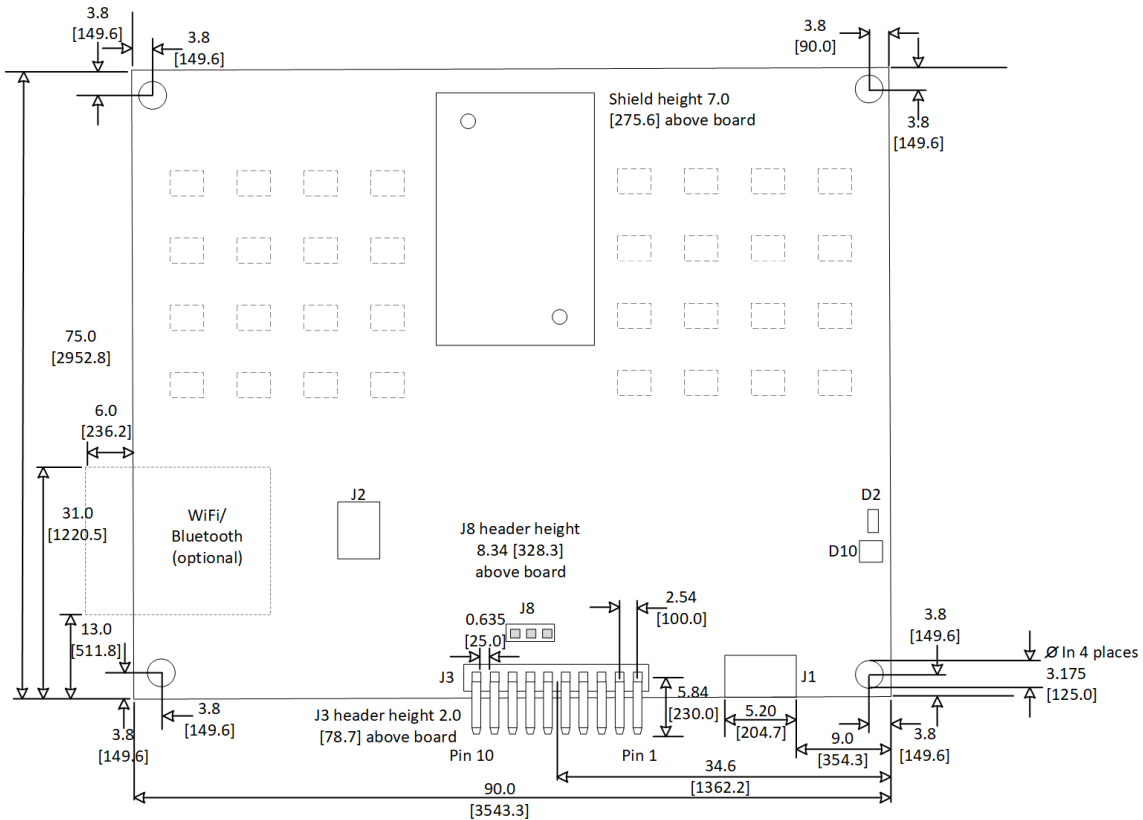 3.8
[149.6]
3.8
[149.6]
3.8
[90.0]
Shield height 7.0
[275.6] above board
3.8
[149.6]
75.0
[2952.8]
6.0
[236.2]
31.0
[1220.5]
WiFi/
Bluetooth
(optional)
J2
D2
D10
J8 header height
8.34 [328.3]
above board
2.54
[100.0]
0.635
[25.0]
J8
13.0
[511.8]
3.8
[149.6]
Ø In 4 places
3.175
[125.0]
J3
J1
5.84
[230.0]
3.8
[149.6]
3.8
[149.6]
J3 header height 2.0
[78.7] above board
5.20
[204.7]
9.0
[354.3]
3.8
[149.6]
Pin 10
Pin 1
34.6
[1362.2]
90.0
[3543.3]